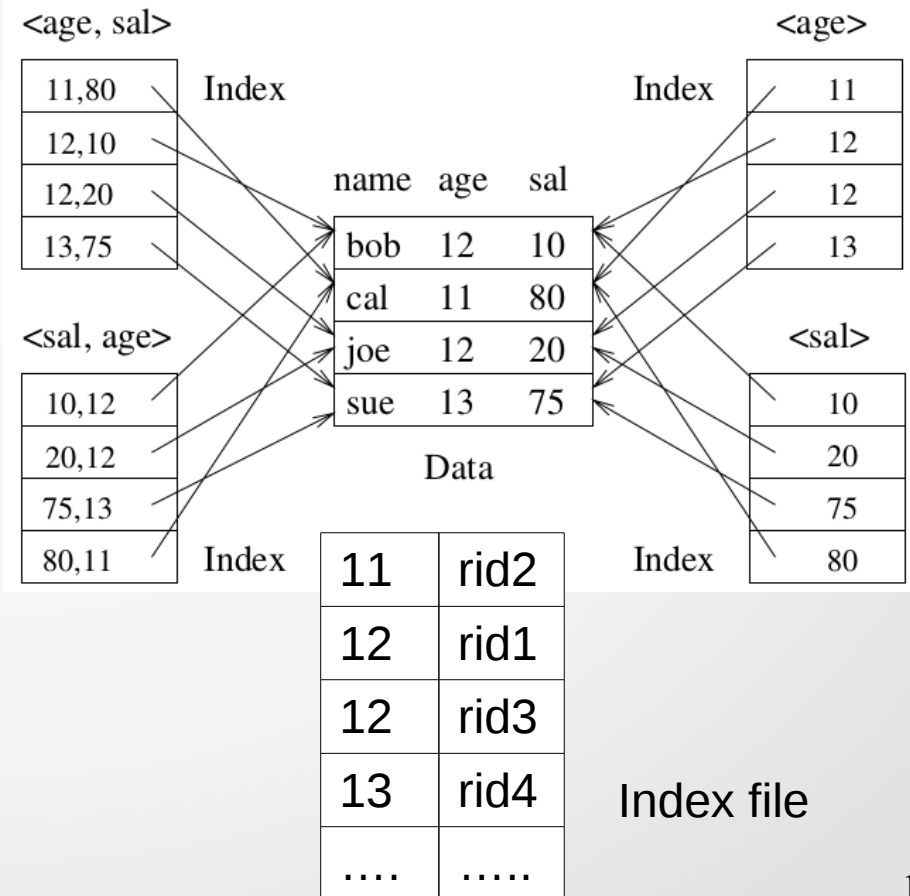 <age, sal>
11,80
12,10
12,20
13,75
Index
<sal, age>
10,12
20,12
75,13
80,11
Index
name age sal
bob 12 10
cal 11 80
joe 12 20
sue 13 75
Data
<age>
Index
11
12
12
13
<sal>
10
20
75
80
Index
11 rid2
12 rid1
12 rid3
13 rid4
.... .....
Index file
1